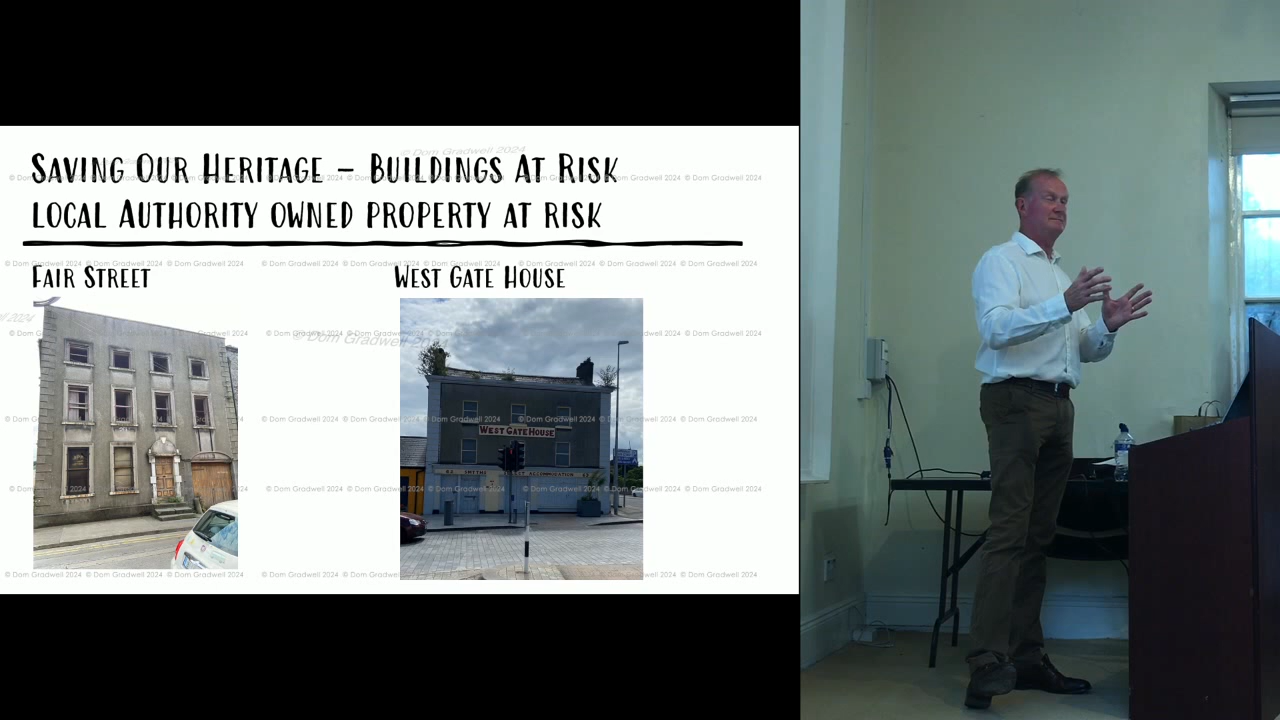 Saving Our Heritage – Buildings At Risk
local Authority owned property at risk
Fair Street
West Gate House
© Dom Gradwell 2024
West Gate House